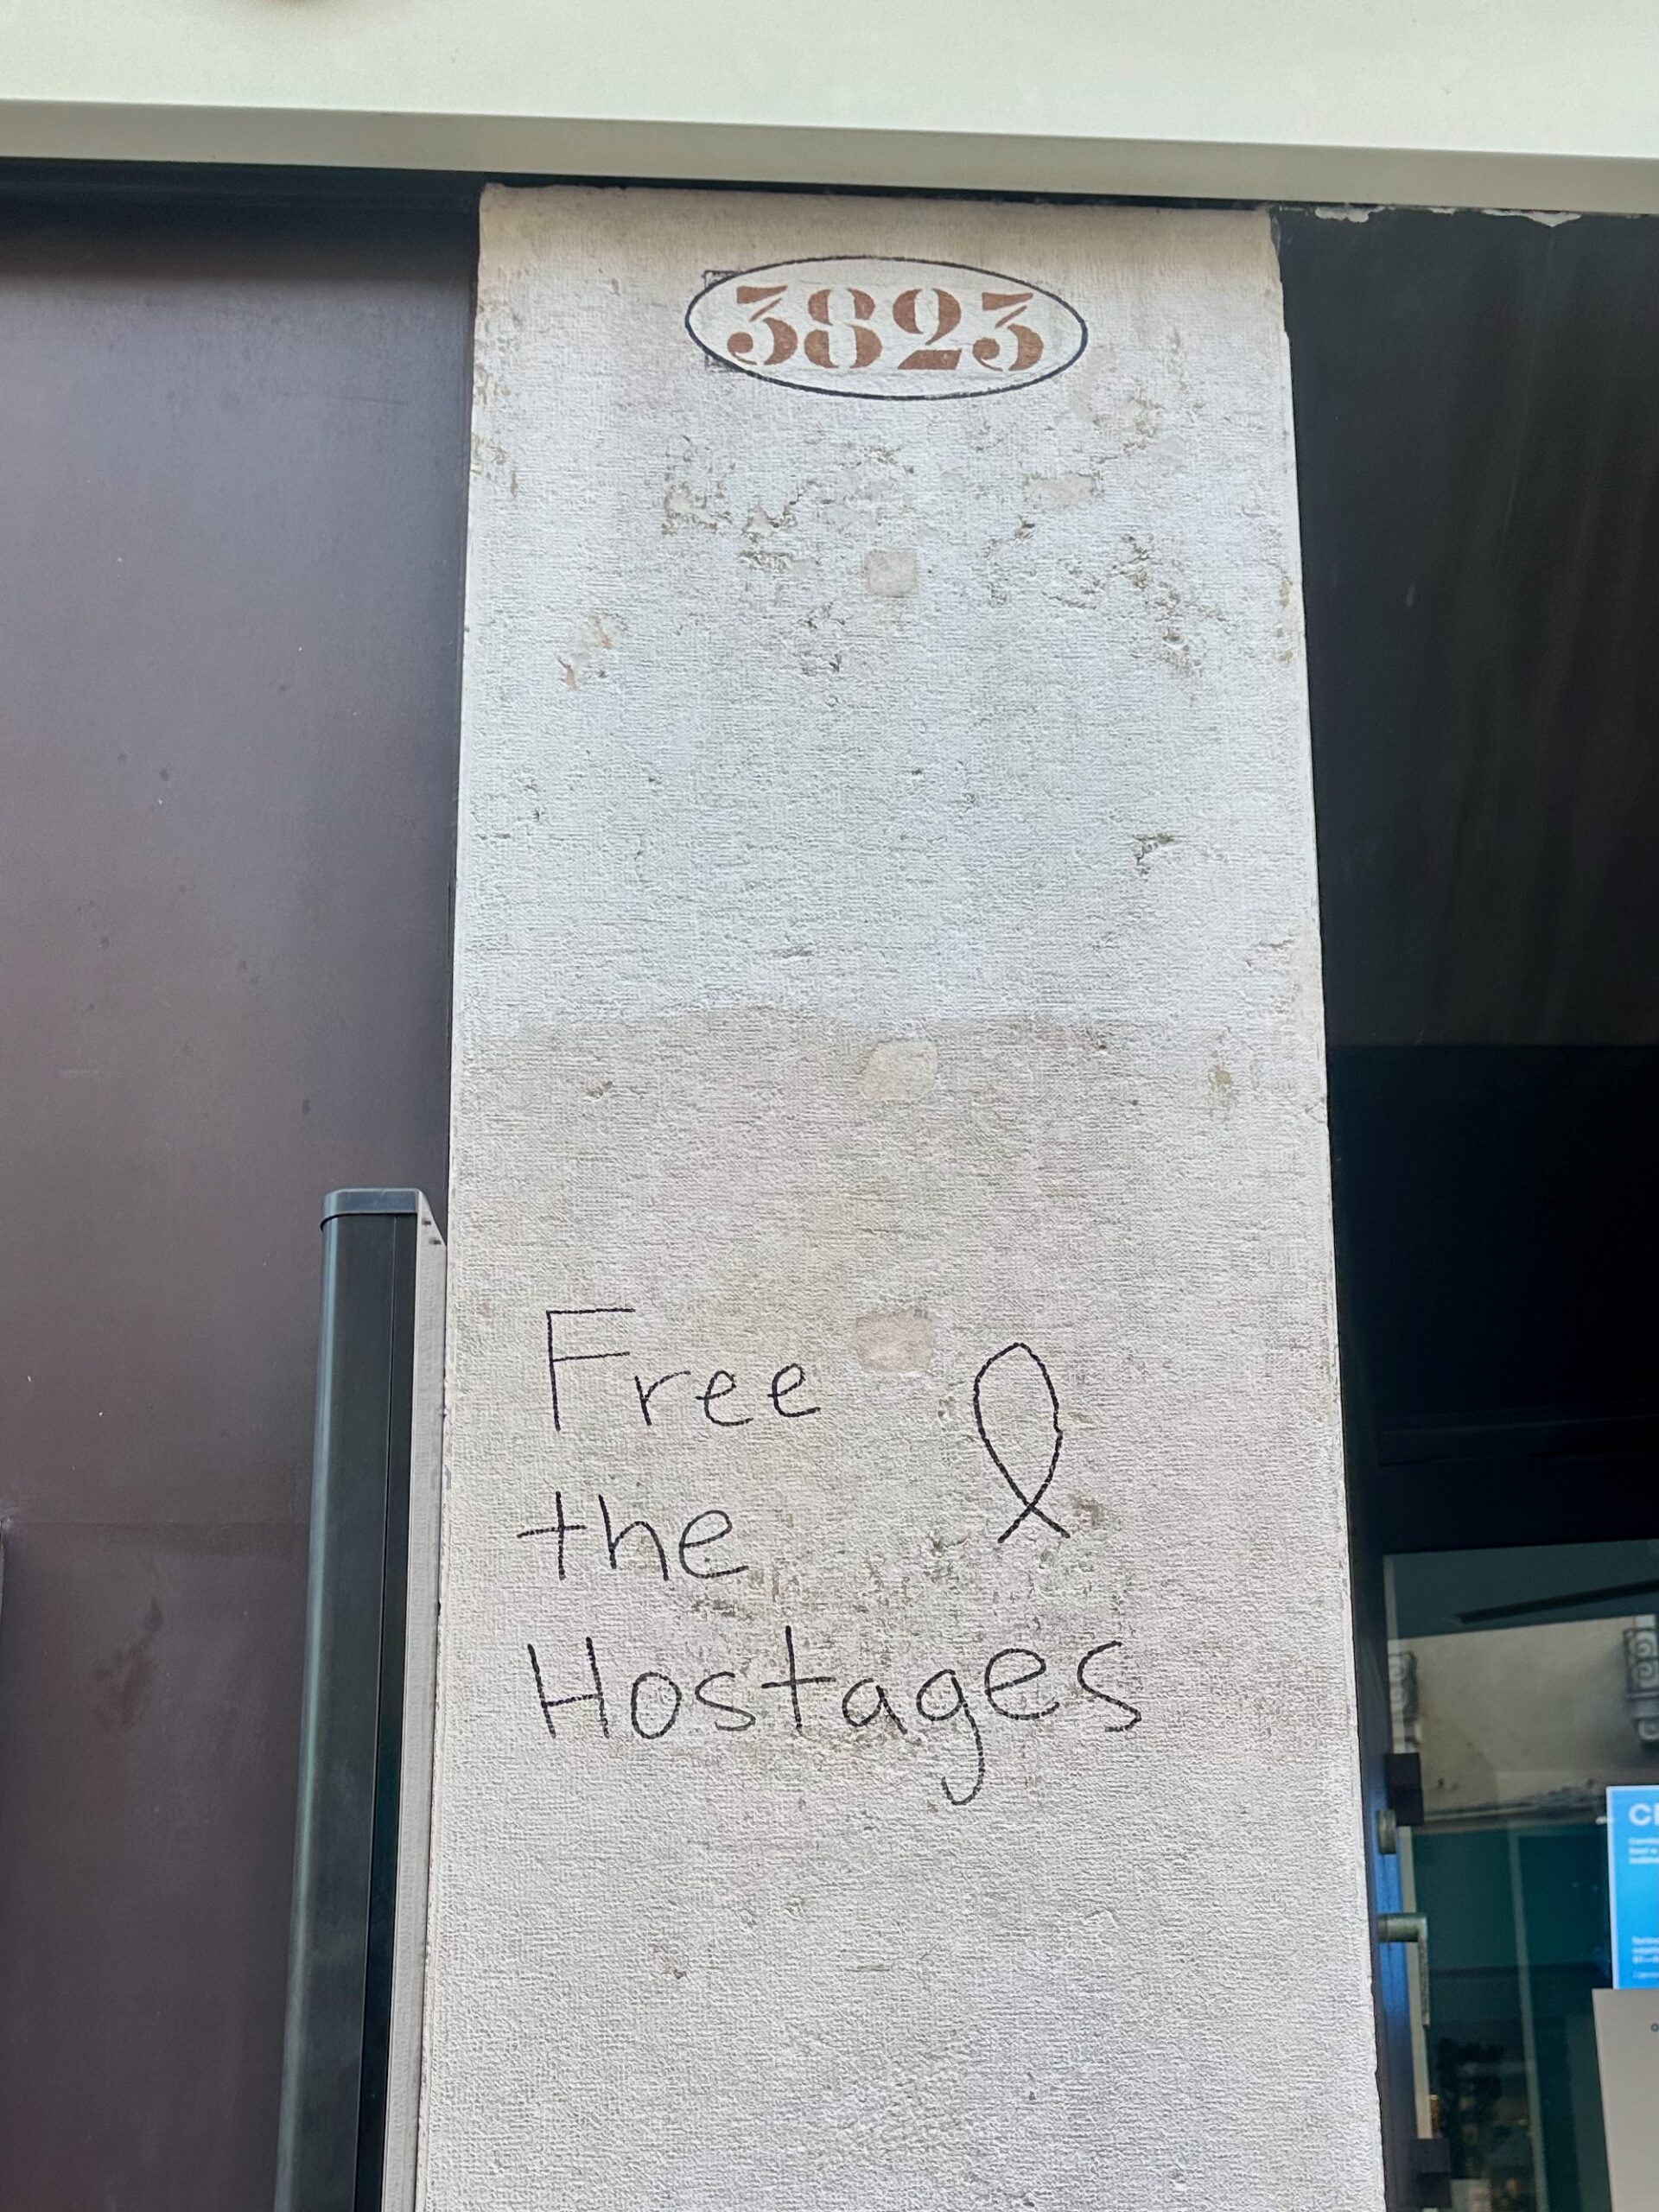 3823
Free
the
Hostages